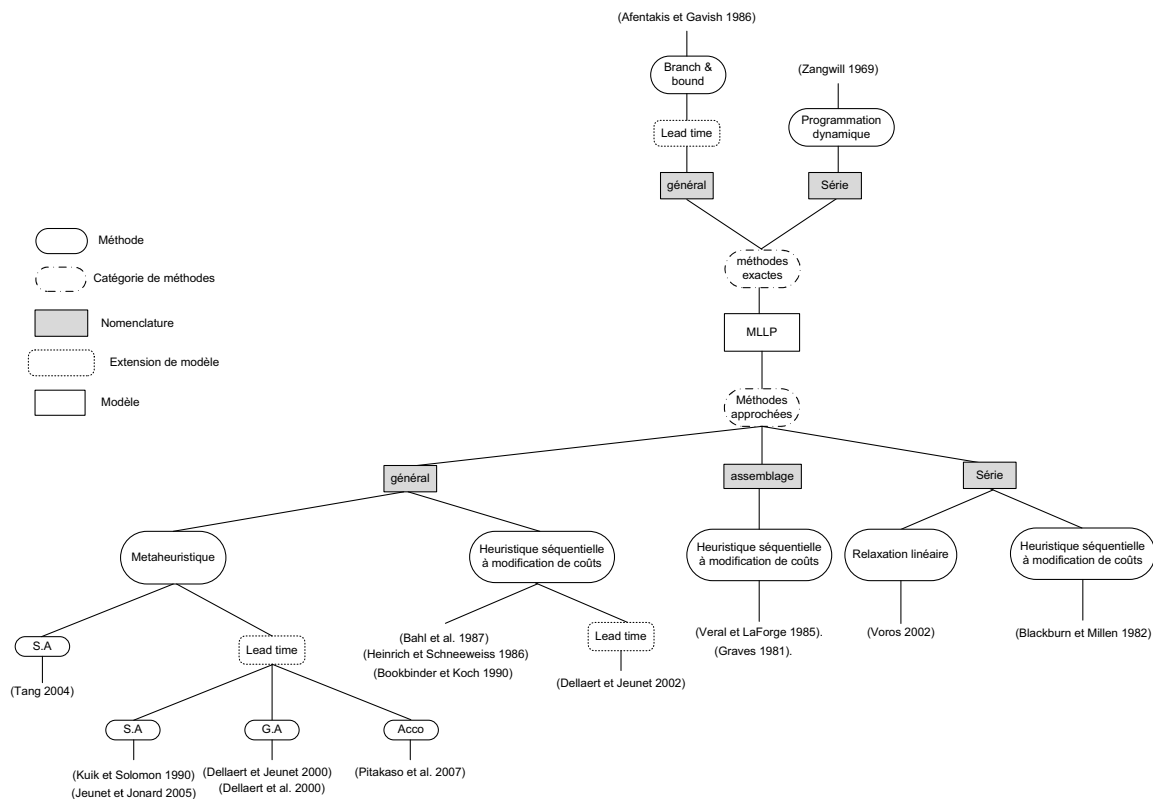 (Afentakis et Gavish 1986)
Branch &
bound
(Zangwill 1969)
Lead time
Programmation
dynamique
général
Série
Méthode
méthodes
exactes
Catégorie de méthodes
Nomenclature
MLLP
Extension de modèle
Modèle
Méthodes
approchées
général
assemblage
Série
Metaheuristique
Heuristique séquentielle
à modification de coûts
Heuristique séquentielle
à modification de coûts
Relaxation linéaire
Heuristique séquentielle
à modification de coûts
S.A
Lead time
(Bahl et al. 1987)
(Heinrich et Schneeweiss 1986)
(Bookbinder et Koch 1990)
Lead time
(Veral et LaForge 1985).
(Graves 1981).
(Voros 2002)
(Blackburn et Millen 1982)
(Tang 2004)
(Dellaert et Jeunet 2002)
S.A
G.A
Acco
(Kuik et Solomon 1990)
(Jeunet et Jonard 2005)
(Dellaert et Jeunet 2000)
(Dellaert et al. 2000)
(Pitakaso et al. 2007)